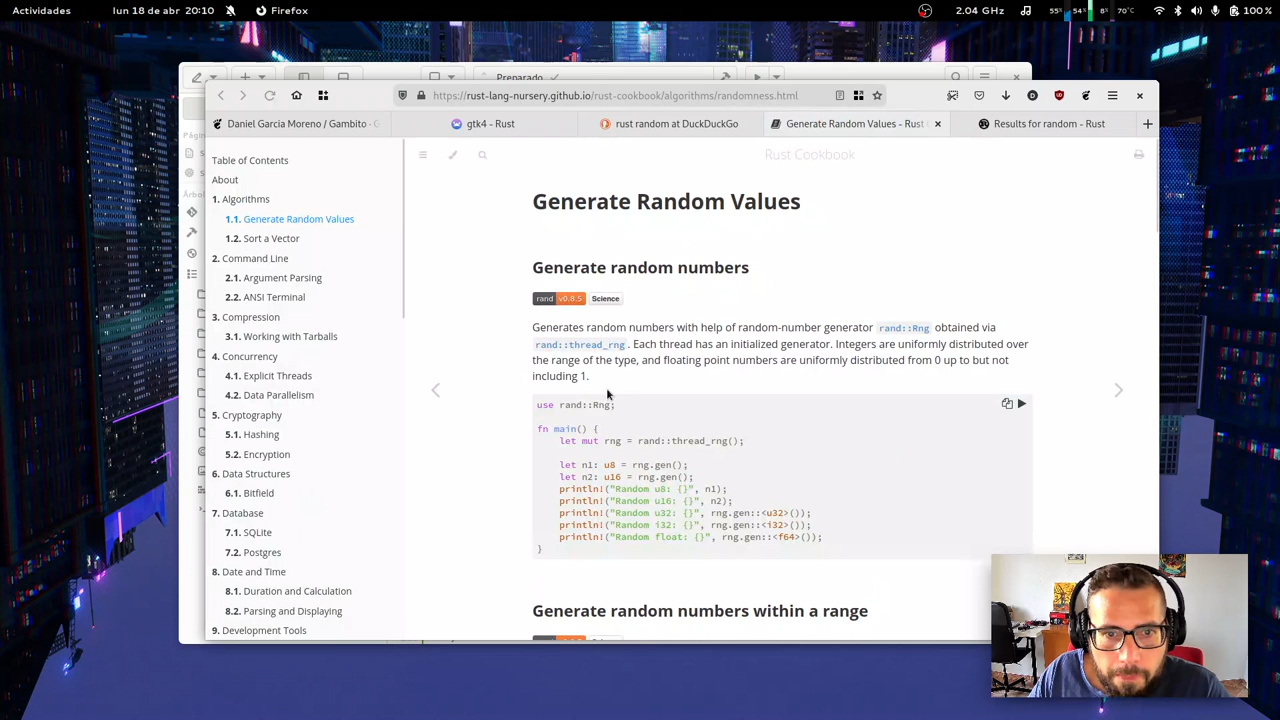 Actividades
lun 18 de abr 20:10
Firefox
2.04 GHz
55%
54%
8%
70°C
100 %
Preparado
https://rust-lang-nursery.github.io/rust-cookbook/algorithms/randomness.html
Daniel Garcia Moreno / Gambito · G
gtk4 - Rust
rust random at DuckDuckGo
Generate Random Values - Rust
Results for random - Rust
Table of Contents
About
1. Algorithms
1.1. Generate Random Values
1.2. Sort a Vector
2. Command Line
2.1. Argument Parsing
2.2. ANSI Terminal
3. Compression
3.1. Working with Tarballs
4. Concurrency
4.1. Explicit Threads
4.2. Data Parallelism
5. Cryptography
5.1. Hashing
5.2. Encryption
6. Data Structures
6.1. Bitfield
7. Database
7.1. SQLite
7.2. Postgres
8. Date and Time
8.1. Duration and Calculation
8.2. Parsing and Displaying
9. Development Tools
Rust Cookbook
Generate Random Values
Generate random numbers
rand v0.8.5 Science
Generates random numbers with help of random-number generator rand::Rng obtained via
rand::thread_rng. Each thread has an initialized generator. Integers are uniformly distributed over
the range of the type, and floating point numbers are uniformly distributed from 0 up to but not
including 1.
use rand::Rng;
fn main() {
let mut rng = rand::thread_rng();
let n1: u8 = rng.gen();
let n2: u16 = rng.gen();
println!("Random u8: {}", n1);
println!("Random u16: {}", n2);
println!("Random u32: {}", rng.gen::<u32>());
println!("Random i32: {}", rng.gen::<i32>());
println!("Random float: {}", rng.gen::<f64>());
}
Generate random numbers within a range